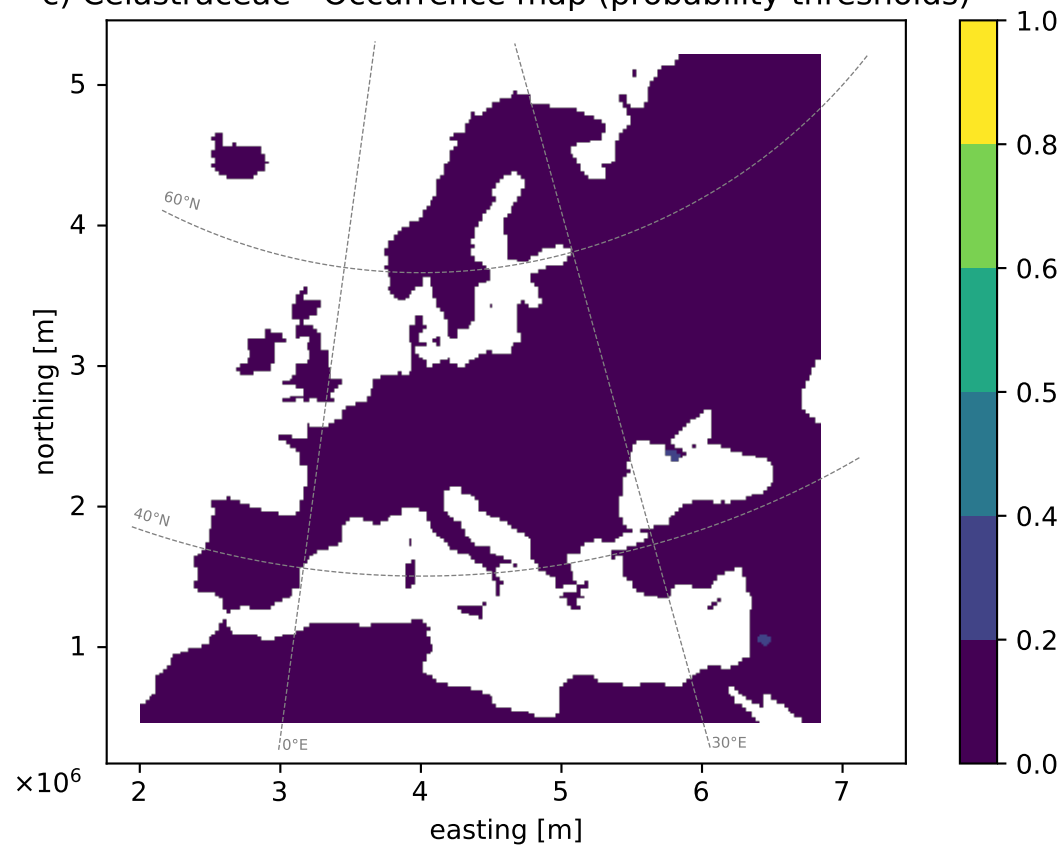 c) Celastraceae - Occurrence map (probability thresholds)
1.0
0.8
0.6
0.5
0.4
0.2
0.0
5
4
3
2
1
northing [m]
60°N
40°N
0°E
30°E
×10⁶
2 3 4 5 6 7
easting [m]